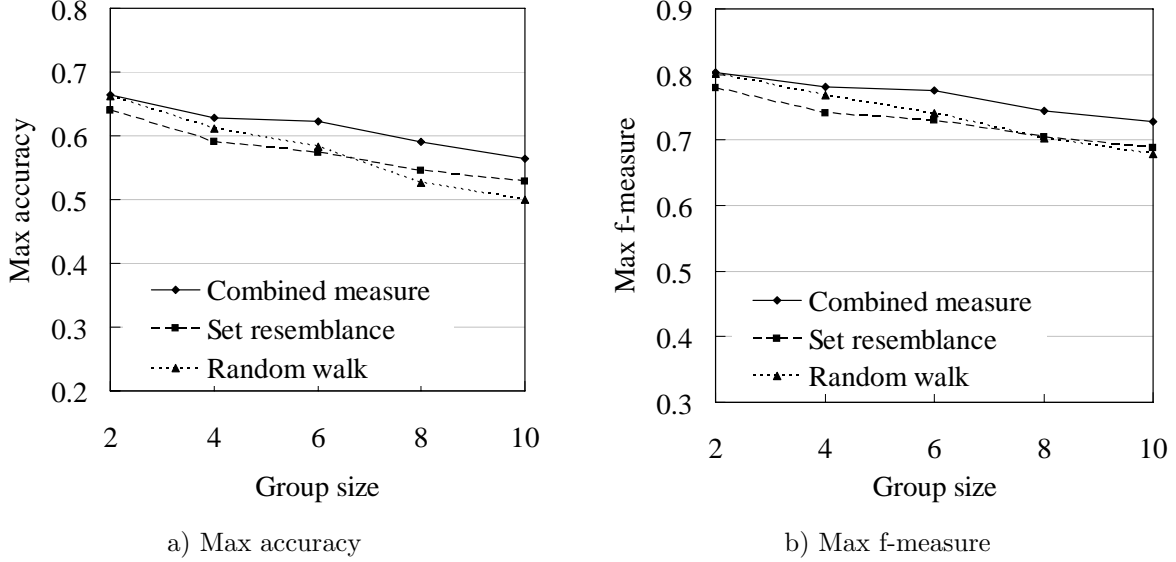 0.8
0.7
0.6
0.5
0.4
0.3
0.2
Max accuracy
Combined measure
Set resemblance
Random walk
2 4 6 8 10
Group size
a) Max accuracy
0.9
0.8
0.7
0.6
0.5
0.4
0.3
Max f-measure
Combined measure
Set resemblance
Random walk
2 4 6 8 10
Group size
b) Max f-measure